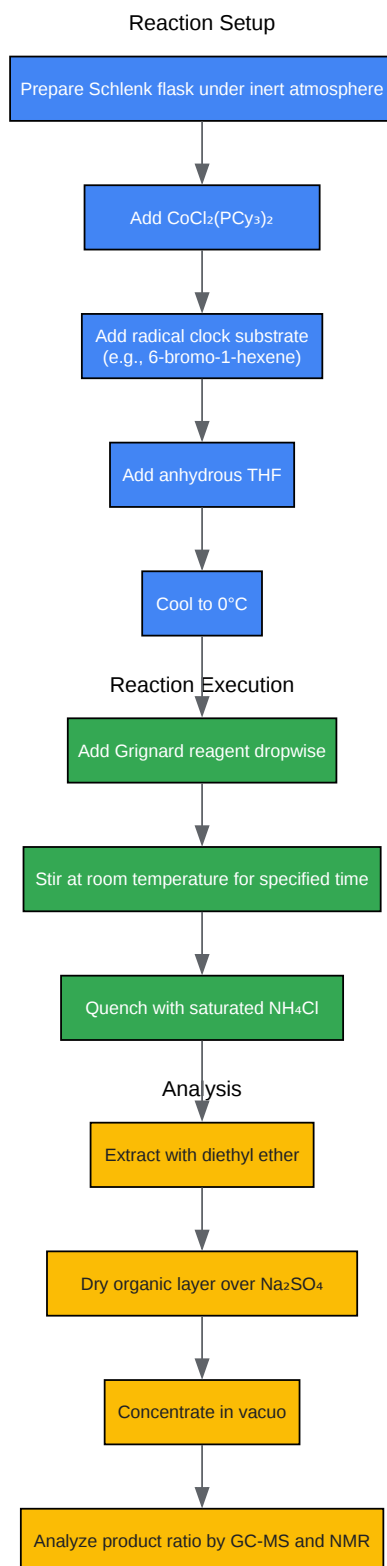 Reaction Setup
Prepare Schlenk flask under inert atmosphere
Add CoCl₂(PCy₃)₂
Add radical clock substrate
(e.g., 6-bromo-1-hexene)
Add anhydrous THF
Cool to 0°C
Reaction Execution
Add Grignard reagent dropwise
Stir at room temperature for specified time
Quench with saturated NH₄Cl
Analysis
Extract with diethyl ether
Dry organic layer over Na₂SO₄
Concentrate in vacuo
Analyze product ratio by GC-MS and NMR